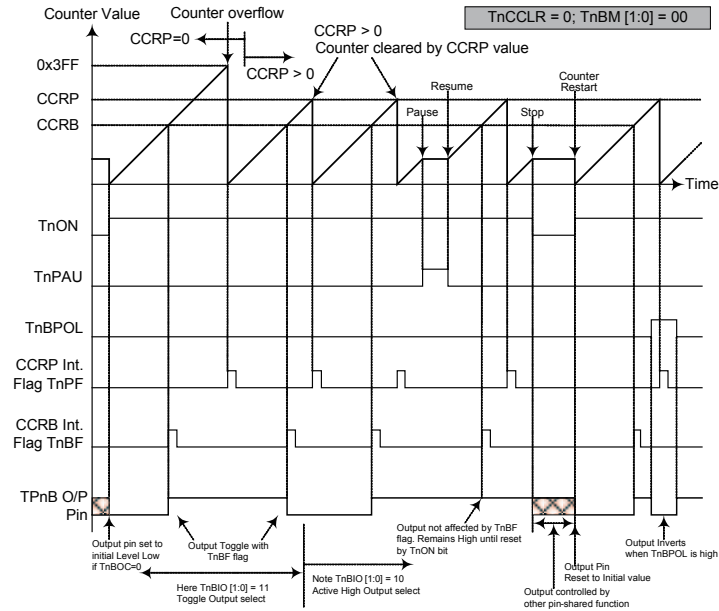 Counter Value
Counter overflow
TnCCLR = 0; TnBM [1:0] = 00
CCRP=0
CCRP > 0
CCRP > 0
Counter cleared by CCRP value
0x3FF
CCRP
CCRB
Pause
Resume
Stop
Counter
Restart
Time
TnON
TnPAU
TnBPOL
CCRP Int.
Flag TnPF
CCRB Int.
Flag TnBF
TPnB O/P
Pin
Output pin set to
initial Level Low
if TnBOC=0
Output Toggle with
TnBF flag
Here TnBIO [1:0] = 11
Toggle Output select
Note TnBIO [1:0] = 10
Active High Output select
Output not affected by TnBF
flag. Remains High until reset
by TnON bit
Output controlled by
other pin-shared function
Output Pin
Reset to Initial value
Output Inverts
when TnBPOL is high